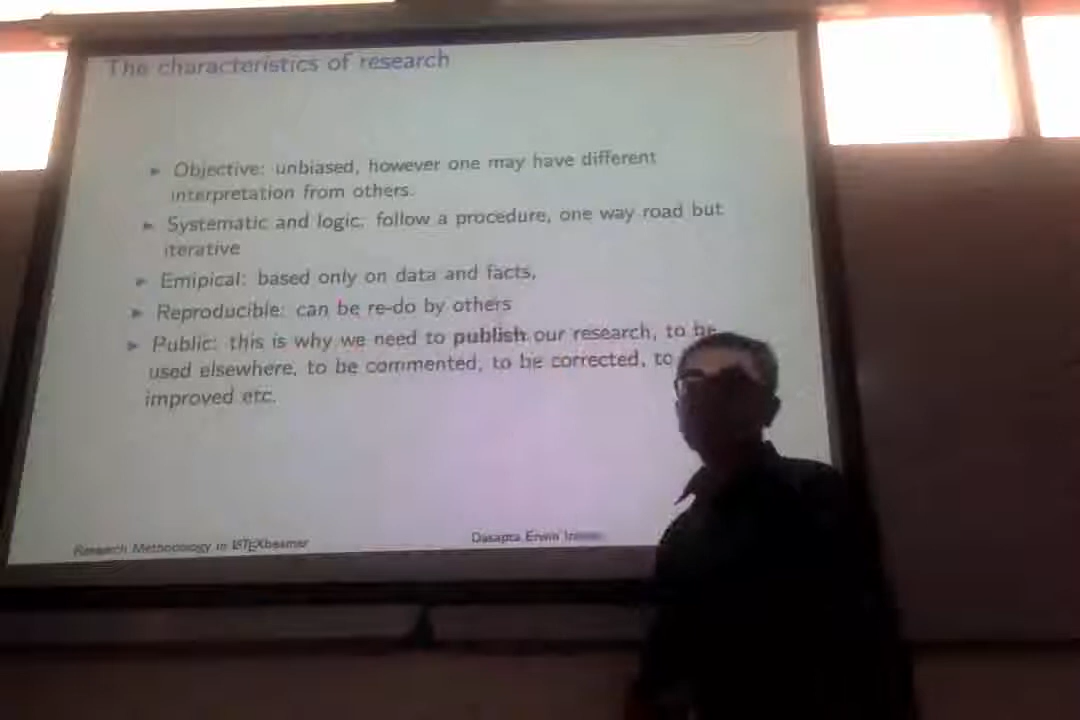 The characteristics of research
► Objective: unbiased, however one may have different
interpretation from others.
► Systematic and logic: follow a procedure, one way road but
iterative
► Emipical: based only on data and facts,
► Reproducible: can be re-do by others
► Public: this is why we need to publish our research, to be
used elsewhere, to be commented, to be corrected, to
improved etc.
Research Methodology in LATEXbeamer
Dasapta Erwin